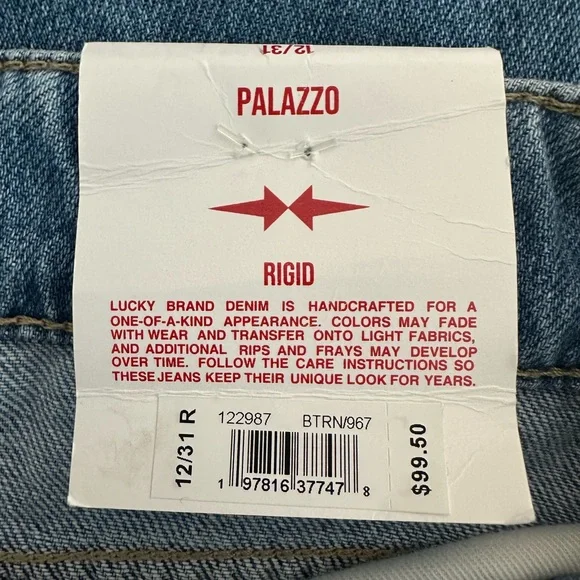 12/31
PALAZZO
RIGID
LUCKY BRAND DENIM IS HANDCRAFTED FOR A
ONE-OF-A-KIND APPEARANCE. COLORS MAY FADE
WITH WEAR AND TRANSFER ONTO LIGHT FABRICS,
AND ADDITIONAL RIPS AND FRAYS MAY DEVELOP
OVER TIME. FOLLOW THE CARE INSTRUCTIONS SO
THESE JEANS KEEP THEIR UNIQUE LOOK FOR YEARS.
12/31 R
122987 BTRN/967
1 97816 37747 8
$99.50